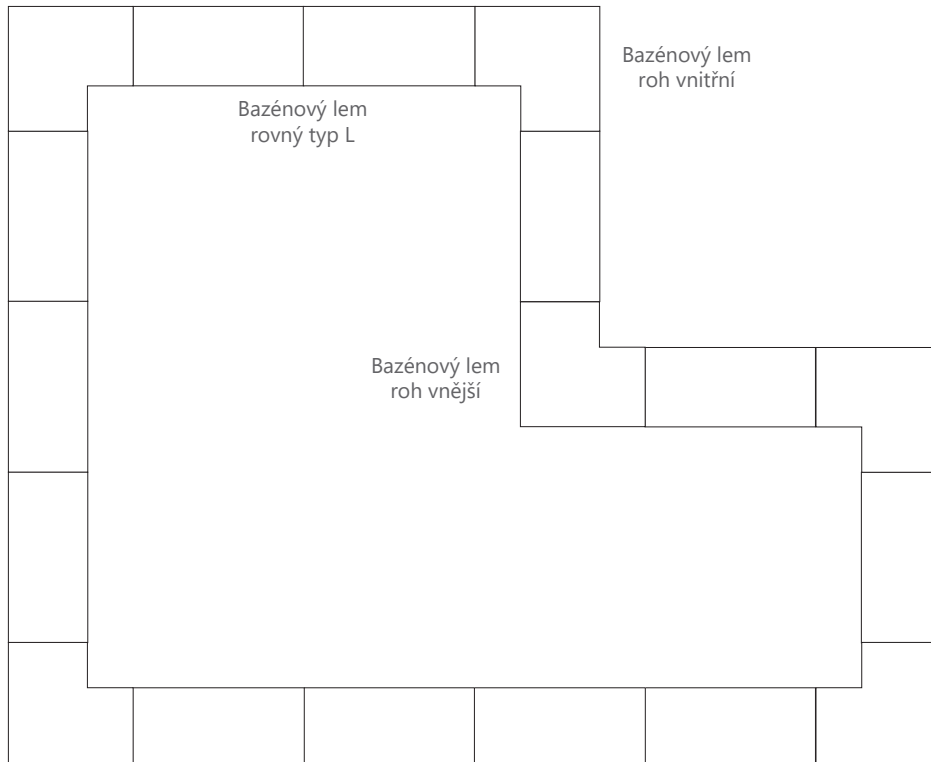 Bazénový lem
roh vnitřní
Bazénový lem
rovný typ L
Bazénový lem
roh vnější